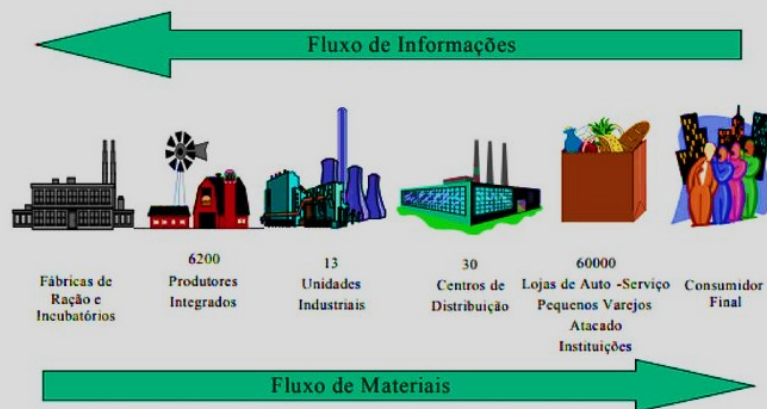 Fluxo de Informações
Fábricas de
Ração e
Incubatórios
6200
Produtores
Integrados
13
Unidades
Industriais
30
Centros de
Distribuição
60000
Lojas de Auto -Serviço
Pequenos Varejos
Atacado
Instituições
Consumidor
Final
Fluxo de Materiais